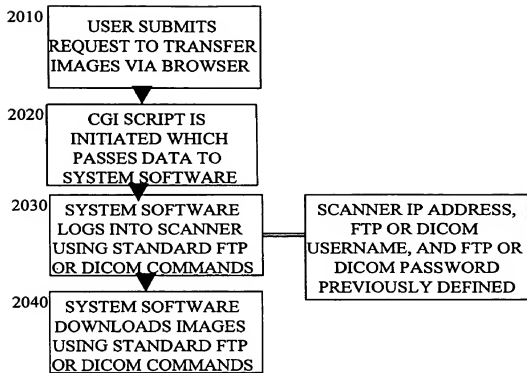 2010
USER SUBMITS
REQUEST TO TRANSFER
IMAGES VIA BROWSER
2020
CGI SCRIPT IS
INITIATED WHICH
PASSES DATA TO
SYSTEM SOFTWARE
2030
SYSTEM SOFTWARE
LOGS INTO SCANNER
USING STANDARD FTP
OR DICOM COMMANDS
SCANNER IP ADDRESS,
FTP OR DICOM
USERNAME, AND FTP OR
DICOM PASSWORD
PREVIOUSLY DEFINED
2040
SYSTEM SOFTWARE
DOWNLOADS IMAGES
USING STANDARD FTP
OR DICOM COMMANDS